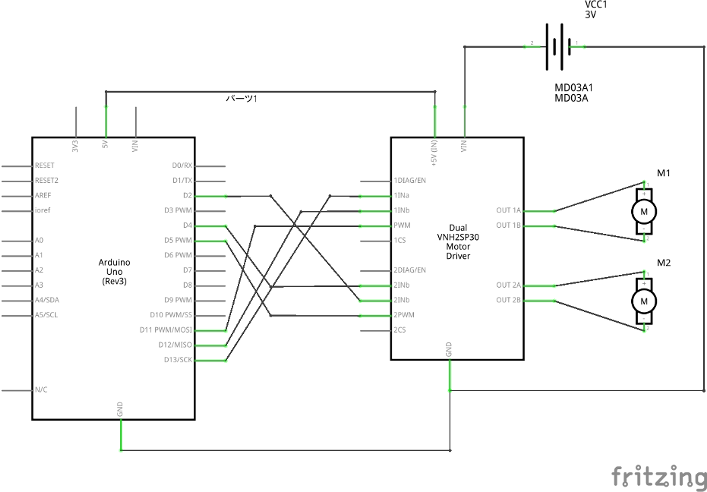 VCC1
3V
MD03A1
MD03A
パーツ1
3V3
5V
VIN
+5V (IN)
VIN
RESET
RESET2
AREF
ioref
A0
A1
A2
A3
A4/SDA
A5/SCL
N/C
Arduino
Uno
(Rev3)
D0/RX
D1/TX
D2
D3 PWM
D4
D5 PWM
D6 PWM
D7
D8
D9 PWM
D10 PWM/SS
D11 PWM/MOSI
D12/MISO
D13/SCK
GND
1DIAG/EN
1INa
1INb
PWM
1CS
2DIAG/EN
2INb
2INb
2PWM
2CS
Dual
VNH2SP30
Motor
Driver
OUT 1A
OUT 1B
OUT 2A
OUT 2B
GND
M1
M
M2
M
fritzing